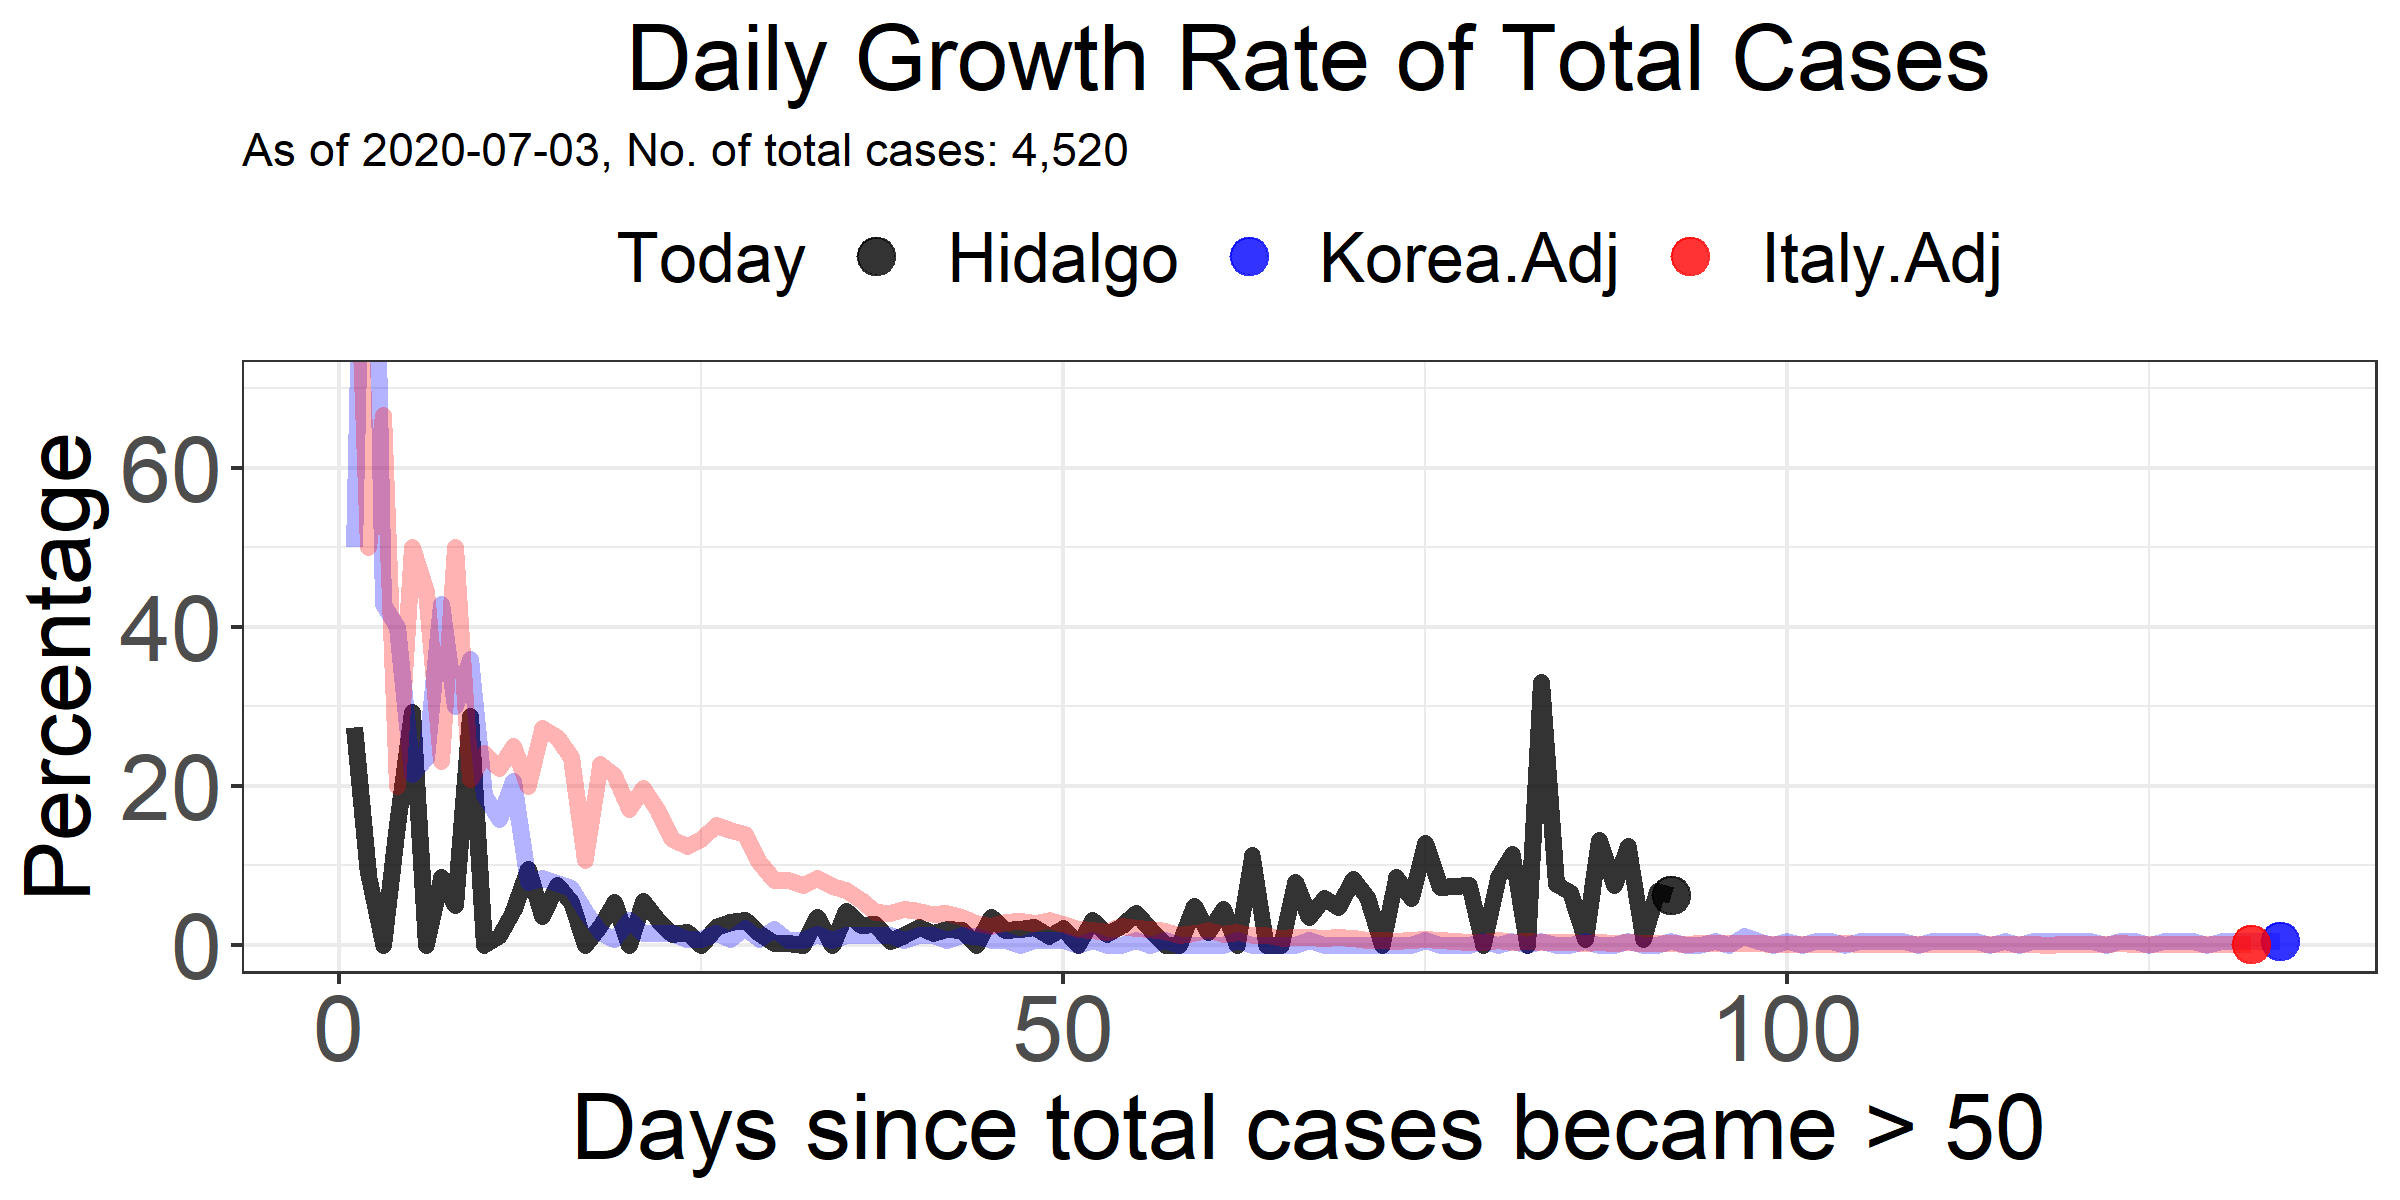 Daily Growth Rate of Total Cases
As of 2020-07-03, No. of total cases: 4,520
Today Hidalgo Korea.Adj Italy.Adj
Percentage
60
40
20
0
0 50 100
Days since total cases became > 50